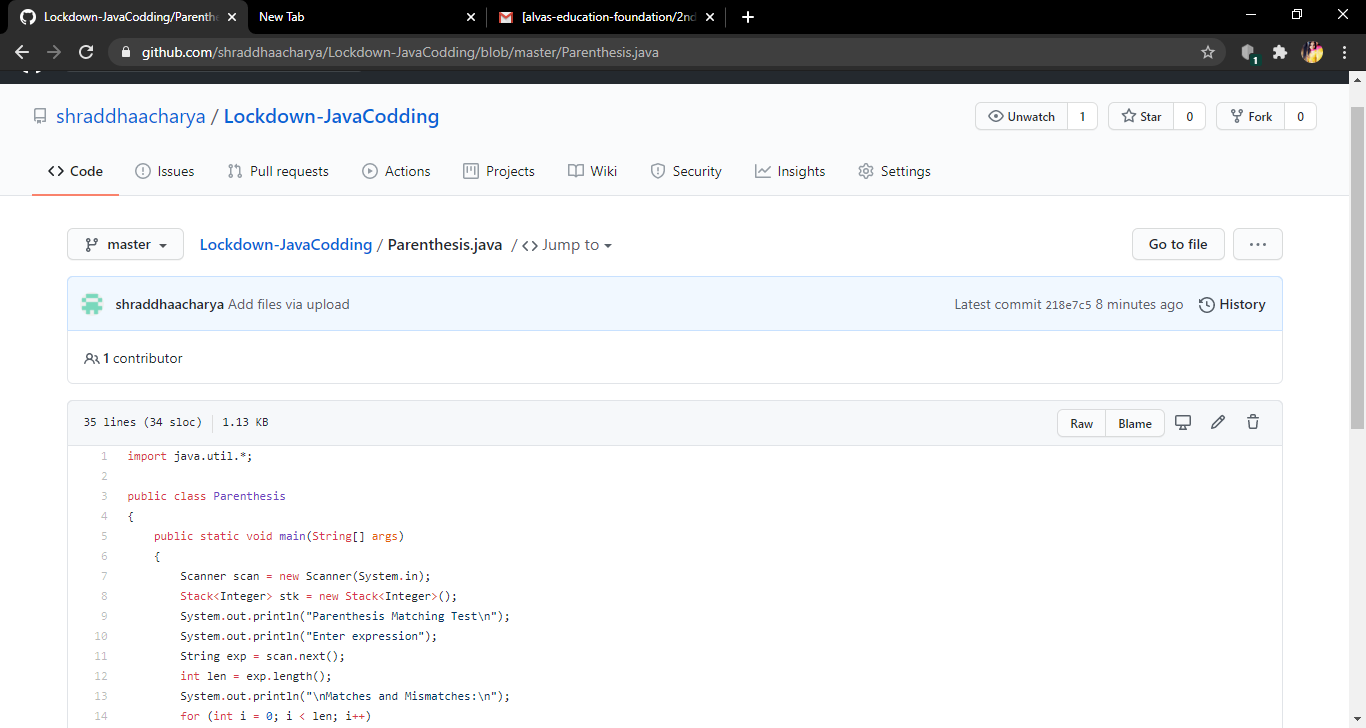 Lockdown-JavaCodding/Parenthe
New Tab
[alvas-education-foundation/2nd
github.com/shraddhaacharya/Lockdown-JavaCodding/blob/master/Parenthesis.java
1
shraddhaacharya / Lockdown-JavaCodding
Unwatch 1 Star 0 Fork 0
Code Issues Pull requests Actions Projects Wiki Security Insights Settings
master Lockdown-JavaCodding / Parenthesis.java / <> Jump to Go to file ...
shraddhaacharya Add files via upload Latest commit 218e7c5 8 minutes ago History
1 contributor
35 lines (34 sloc) 1.13 KB Raw Blame
1 import java.util.*;
2
3 public class Parenthesis
4 {
5 public static void main(String[] args)
6 {
7 Scanner scan = new Scanner(System.in);
8 Stack<Integer> stk = new Stack<Integer>();
9 System.out.println("Parenthesis Matching Test\n");
10 System.out.println("Enter expression");
11 String exp = scan.next();
12 int len = exp.length();
13 System.out.println("\nMatches and Mismatches:\n");
14 for (int i = 0; i < len; i++)